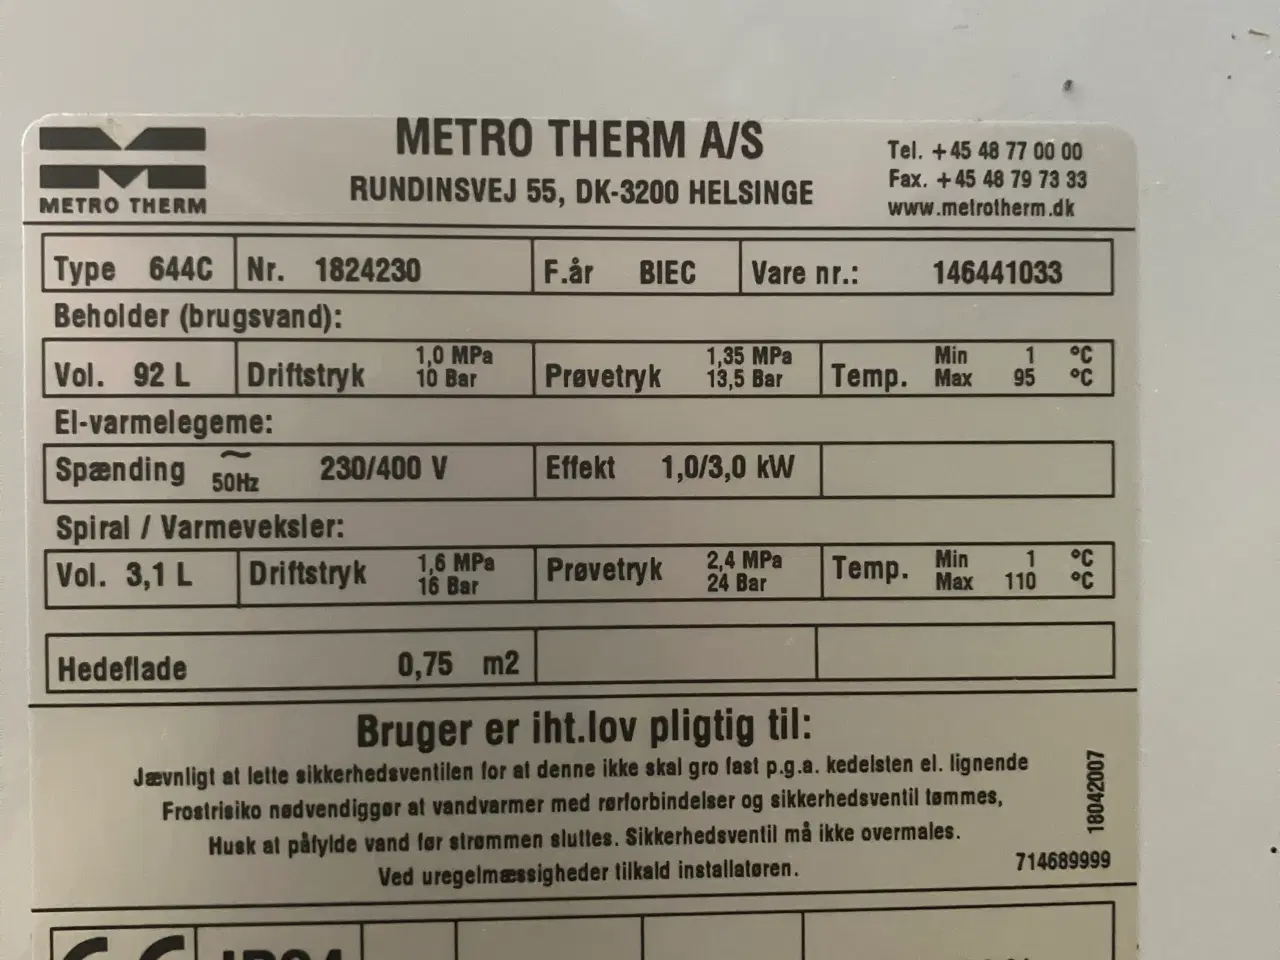 METRO THERM
METRO THERM A/S
RUNDINSVEJ 55, DK-3200 HELSINGE
Tel. +45 48 77 00 00
Fax. +45 48 79 73 33
www.metrotherm.dk
Type 644C Nr. 1824230 F.år BIEC Vare nr.: 146441033
Beholder (brugsvand):
Vol. 92 L Driftstryk 1,0 MPa 10 Bar Prøvetryk 1,35 MPa 13,5 Bar Temp. Min 1 °C Max 95 °C
El-varmelegeme:
Spænding ~ 50Hz 230/400 V Effekt 1,0/3,0 kW
Spiral / Varmeveksler:
Vol. 3,1 L Driftstryk 1,6 MPa 16 Bar Prøvetryk 2,4 MPa 24 Bar Temp. Min 1 °C Max 110 °C
Hedeflade 0,75 m2
Bruger er iht.lov pligtig til:
Jævnligt at lette sikkerhedsventilen for at denne ikke skal gro fast p.g.a. kedelsten el. lignende
Frostrisiko nødvendiggør at vandvarmer med rørforbindelser og sikkerhedsventil tømmes,
Husk at påfylde vand før strømmen sluttes. Sikkerhedsventil må ikke overmales.
Ved uregelmæssigheder tilkald installatøren.
18042007
714689999